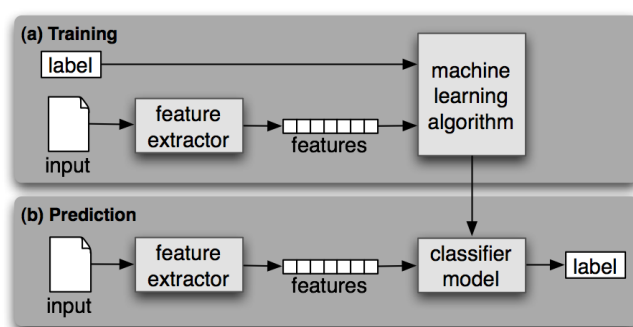 (a) Training
label
machine
learning
algorithm
feature
extractor
features
input
(b) Prediction
feature
extractor
classifier
model
label
features
input